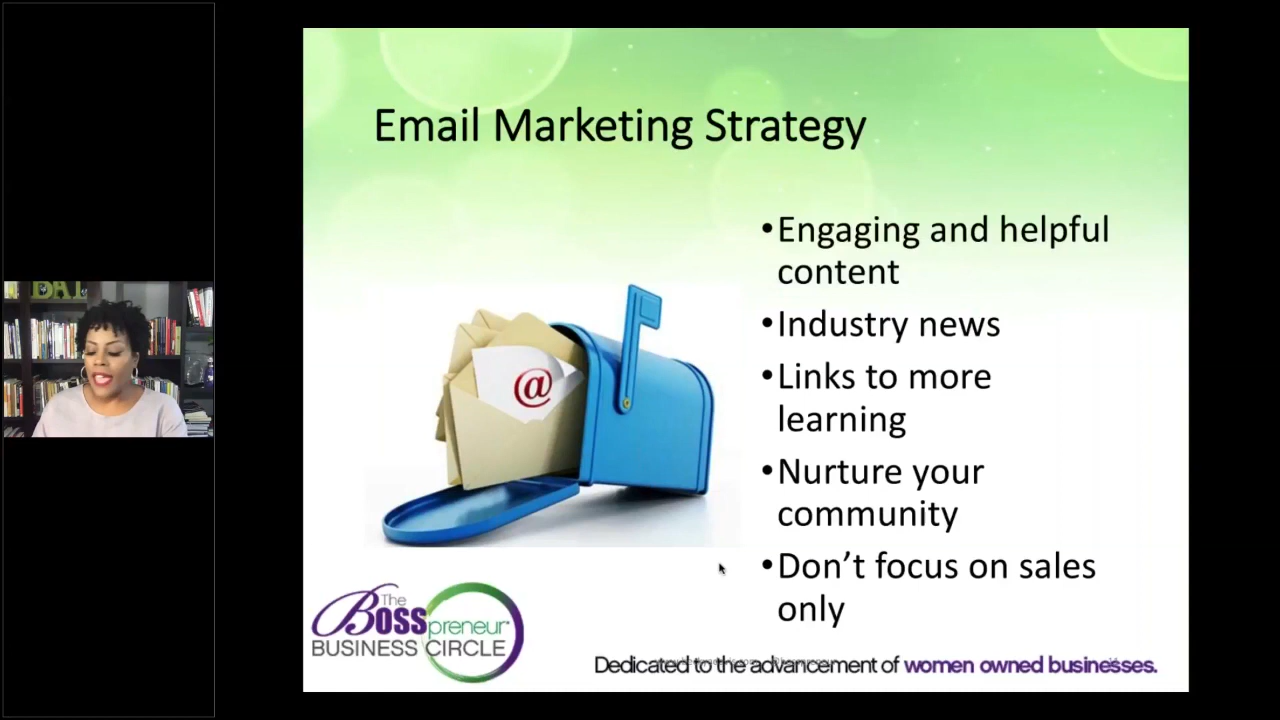 Email Marketing Strategy
•Engaging and helpful
content
•Industry news
•Links to more
learning
•Nurture your
community
•Don’t focus on sales
only
@
The
BOSSpreneur®
BUSINESS CIRCLE
Dedicated to the advancement of women owned businesses.